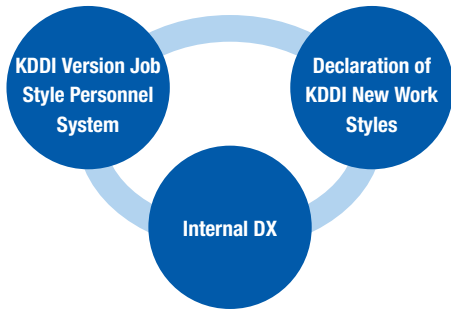 KDDI Version Job
Style Personnel
System
Declaration of
KDDI New Work
Styles
Internal DX